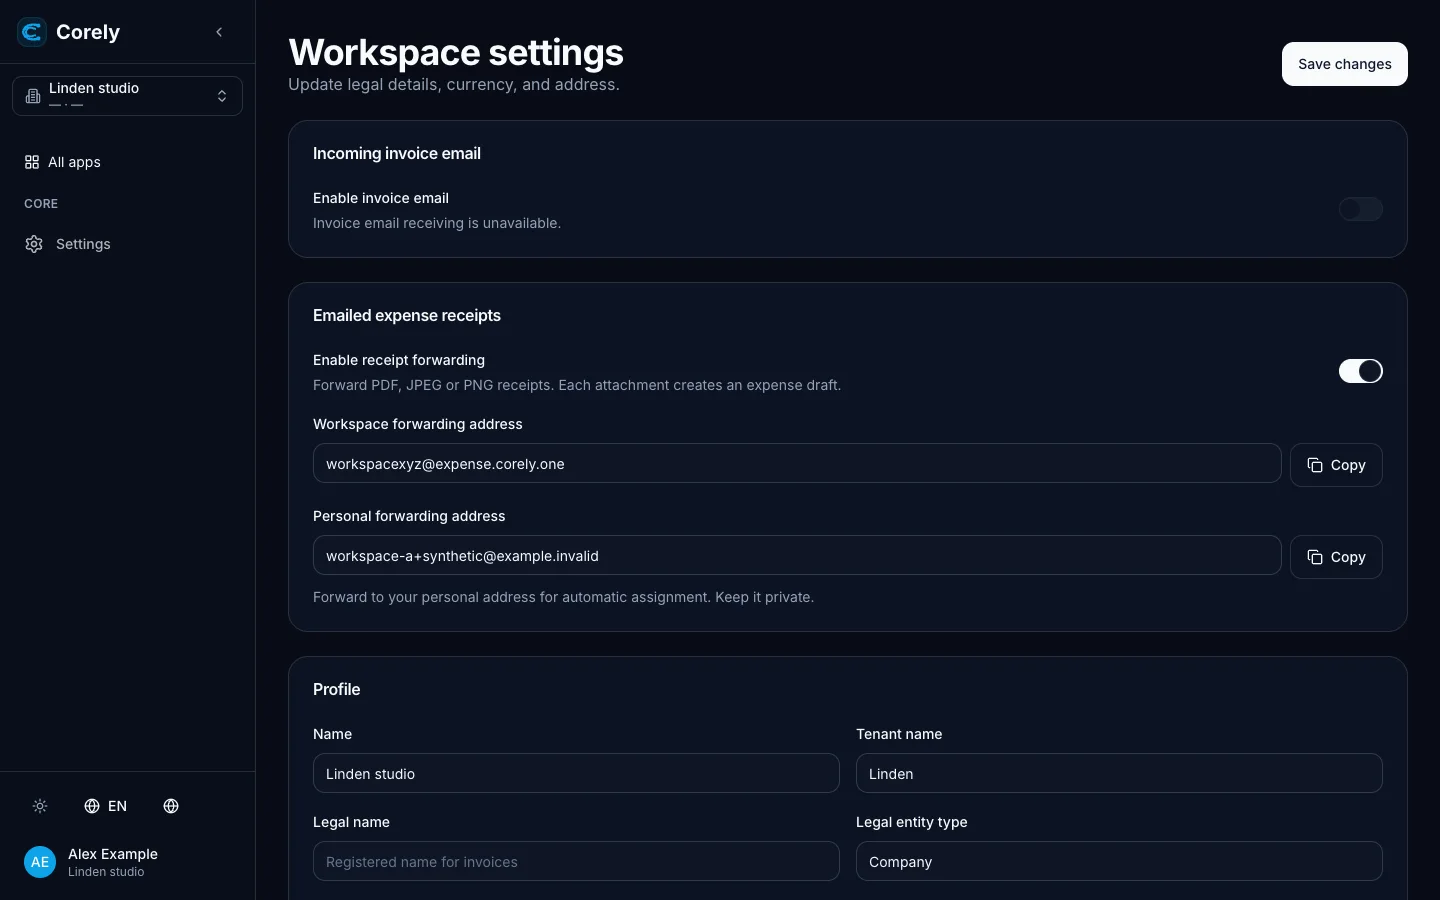 Corely
Linden studio
— · —
All apps
CORE
Settings
EN
AE
Alex Example
Linden studio
Workspace settings
Update legal details, currency, and address.
Save changes
Incoming invoice email
Enable invoice email
Invoice email receiving is unavailable.
Emailed expense receipts
Enable receipt forwarding
Forward PDF, JPEG or PNG receipts. Each attachment creates an expense draft.
Workspace forwarding address
workspacexyz@expense.corely.one
Copy
Personal forwarding address
workspace-a+synthetic@example.invalid
Copy
Forward to your personal address for automatic assignment. Keep it private.
Profile
Name
Linden studio
Tenant name
Linden
Legal name
Registered name for invoices
Legal entity type
Company